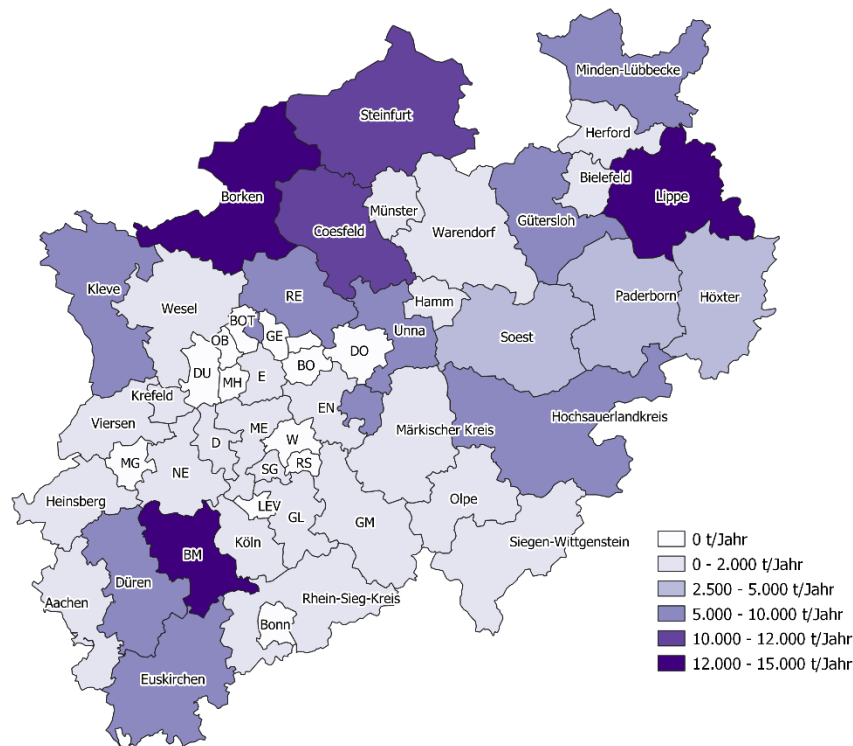 Minden-Lübbecke
Steinfurt
Herford
Bielefeld
Lippe
Borken
Münster
Gütersloh
Coesfeld
Warendorf
Kleve
RE
Hamm
Paderborn
Höxter
Wesel
BOT
Unna
Soest
OB
GE
DO
BO
DU
MH
E
Krefeld
EN
Hochsauerlandkreis
Viersen
ME
Märkischer Kreis
D
W
MG
NE
SG
RS
Heinsberg
LEV
Olpe
GL
GM
Köln
Siegen-Wittgenstein
BM
Düren
Aachen
Rhein-Sieg-Kreis
Bonn
Euskirchen
0 t/Jahr
0 - 2.000 t/Jahr
2.500 - 5.000 t/Jahr
5.000 - 10.000 t/Jahr
10.000 - 12.000 t/Jahr
12.000 - 15.000 t/Jahr